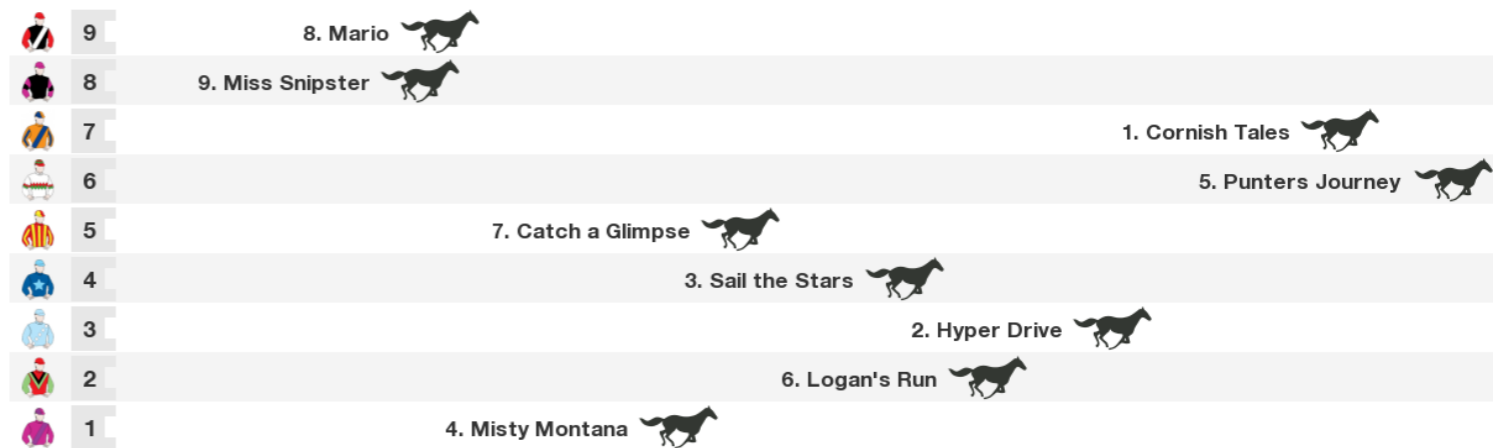 9 8. Mario
8 9. Miss Snipster
7 1. Cornish Tales
6 5. Punters Journey
5 7. Catch a Glimpse
4 3. Sail the Stars
3 2. Hyper Drive
2 6. Logan's Run
1 4. Misty Montana